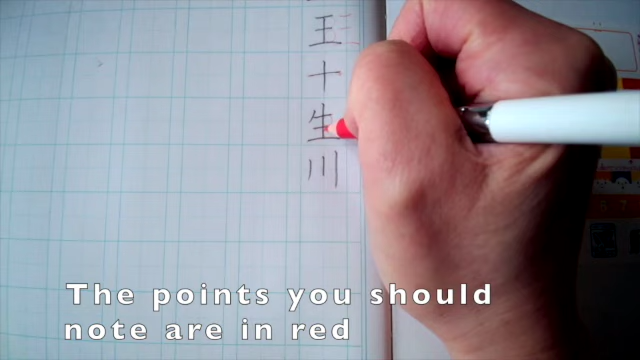 王
十
生
川
The points you should
note are in red